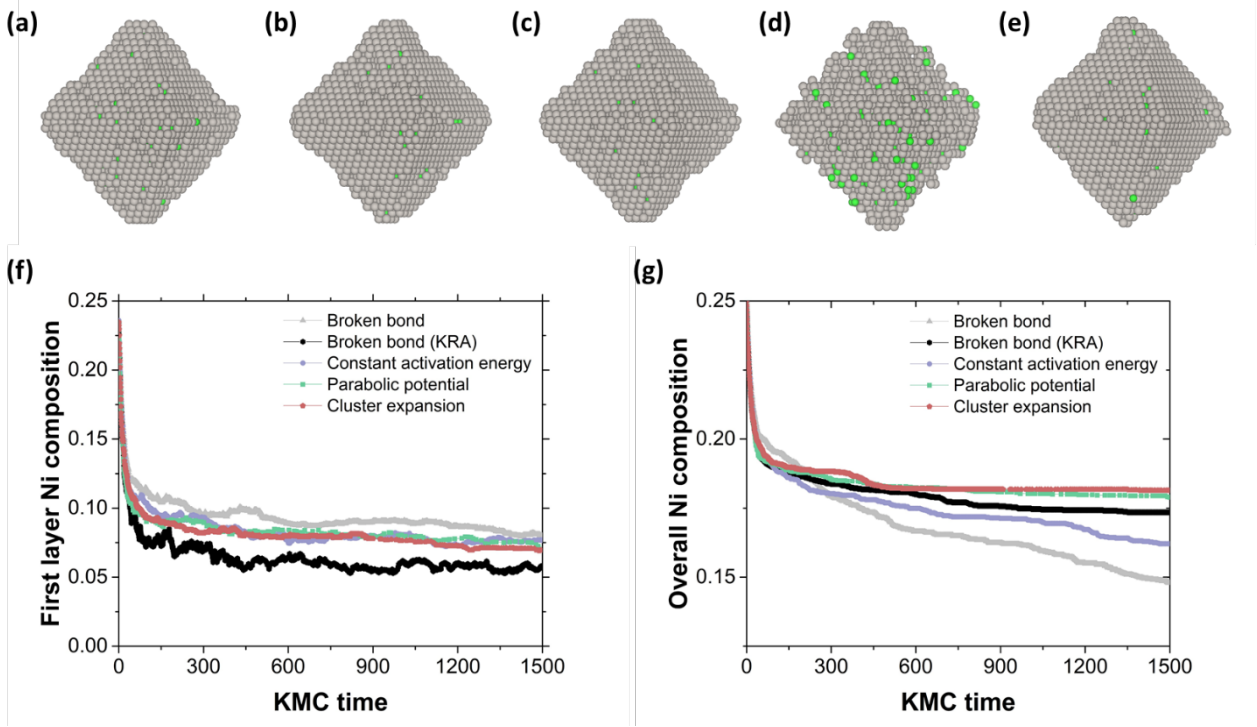 (a)
(b)
(c)
(d)
(e)
(f)
0.25
0.20
0.15
0.10
0.05
0.00
First layer Ni composition
Broken bond
Broken bond (KRA)
Constant activation energy
Parabolic potential
Cluster expansion
0
300
600
900
1200
1500
KMC time
(g)
0.25
0.20
0.15
Overall Ni composition
Broken bond
Broken bond (KRA)
Constant activation energy
Parabolic potential
Cluster expansion
0
300
600
900
1200
1500
KMC time